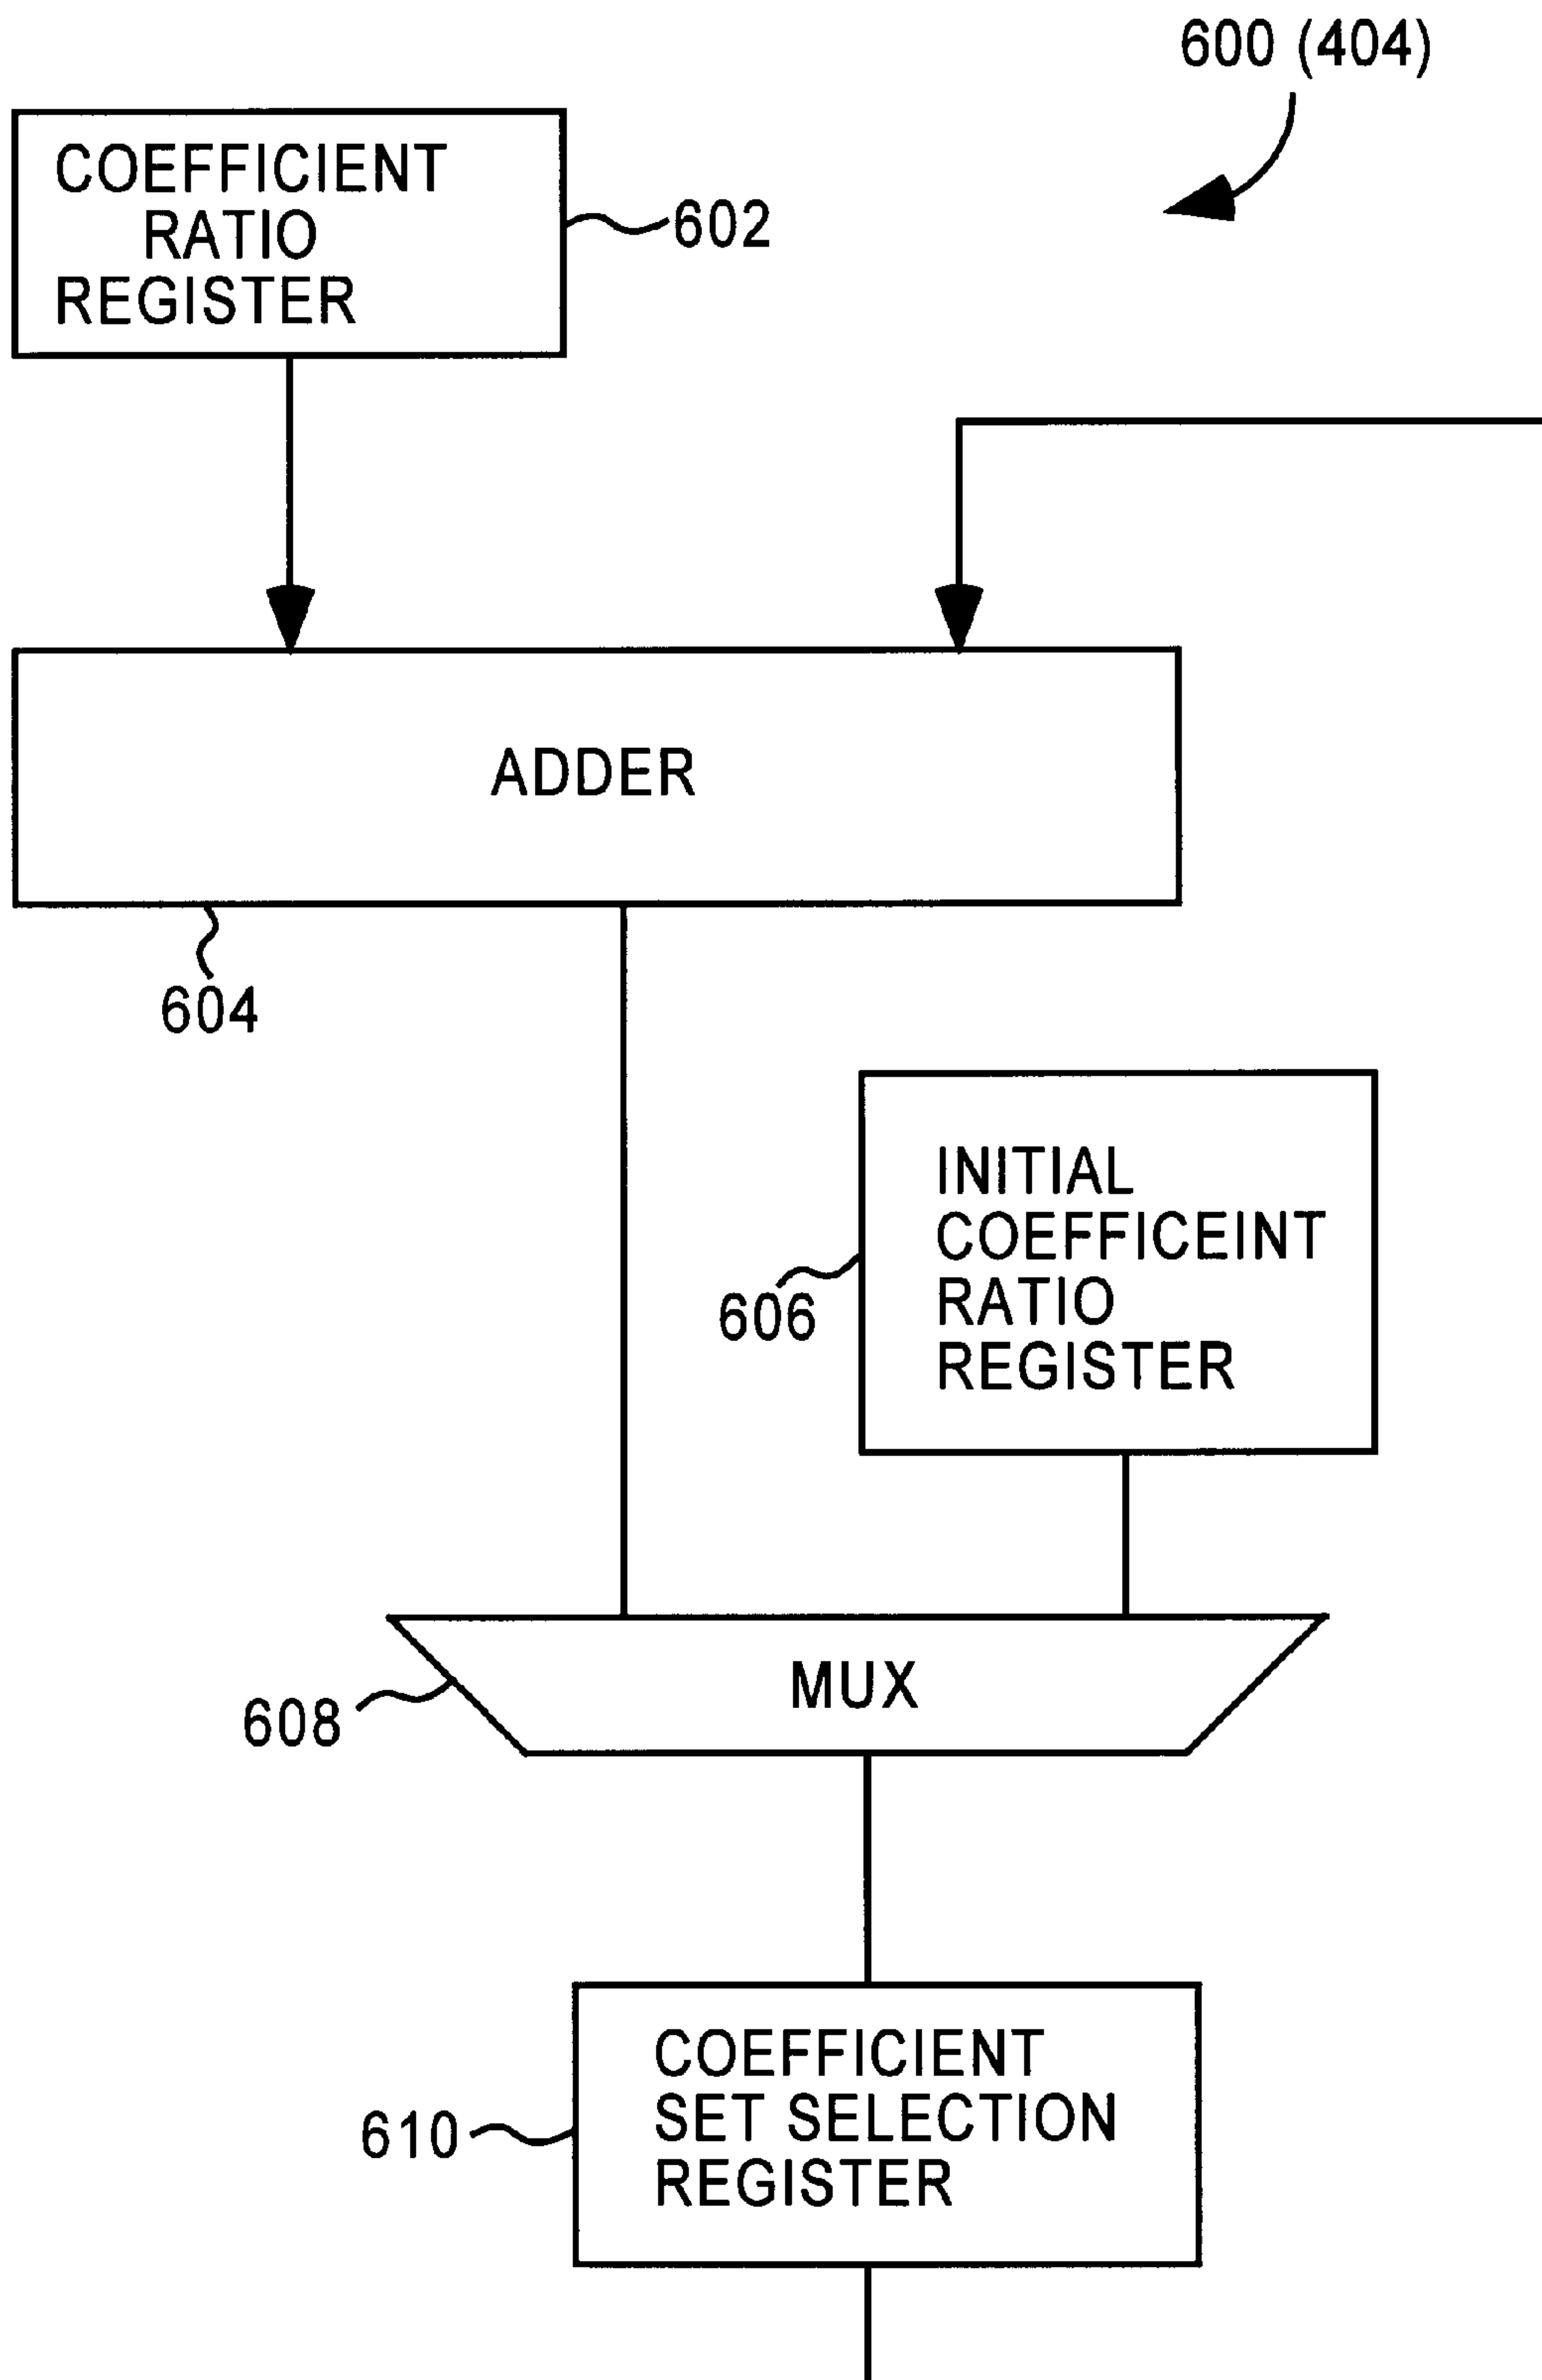 600 (404)
COEFFICIENT
RATIO
REGISTER
602
ADDER
604
INITIAL
COEFFICEINT
RATIO
REGISTER
606
MUX
608
COEFFICIENT
SET SELECTION
REGISTER
610